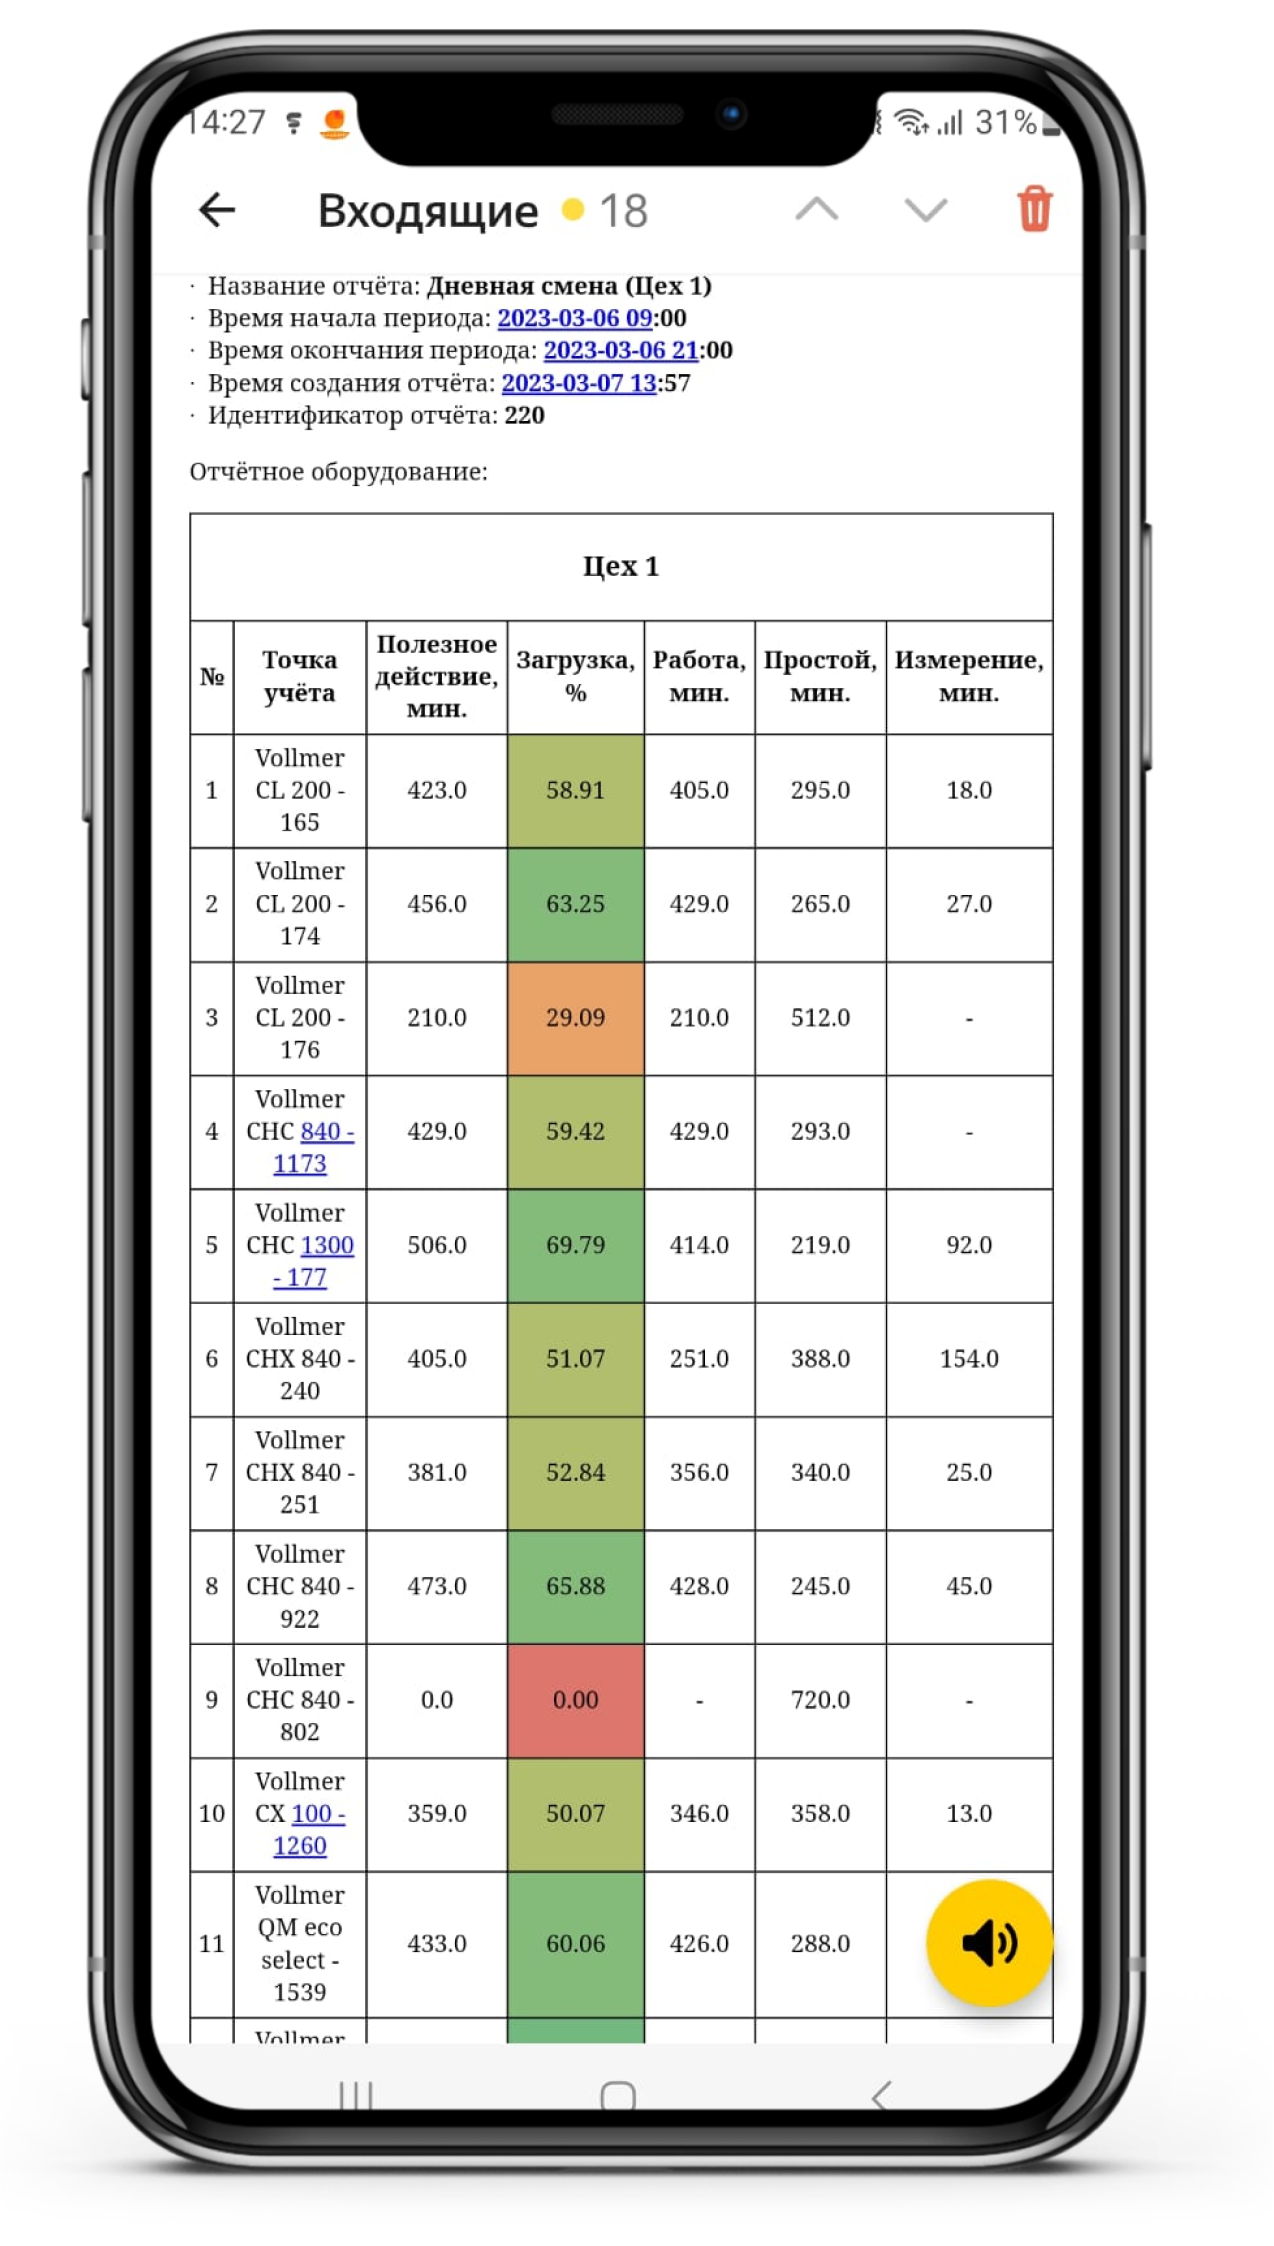 14:27 31%
Входящие 18
· Название отчёта: Дневная смена (Цех 1)
· Время начала периода: 2023-03-06 09:00
· Время окончания периода: 2023-03-06 21:00
· Время создания отчёта: 2023-03-07 13:57
· Идентификатор отчёта: 220
Отчётное оборудование:
Цех 1
№ Точка учёта Полезное действие, мин. Загрузка, % Работа, мин. Простой, мин. Измерение, мин.
1 Vollmer CL 200 - 165 423.0 58.91 405.0 295.0 18.0
2 Vollmer CL 200 - 174 456.0 63.25 429.0 265.0 27.0
3 Vollmer CL 200 - 176 210.0 29.09 210.0 512.0 -
4 Vollmer CHC 840 - 1173 429.0 59.42 429.0 293.0 -
5 Vollmer CHC 1300 - 177 506.0 69.79 414.0 219.0 92.0
6 Vollmer CHX 840 - 240 405.0 51.07 251.0 388.0 154.0
7 Vollmer CHX 840 - 251 381.0 52.84 356.0 340.0 25.0
8 Vollmer CHC 840 - 922 473.0 65.88 428.0 245.0 45.0
9 Vollmer CHC 840 - 802 0.0 0.00 - 720.0 -
10 Vollmer CX 100 - 1260 359.0 50.07 346.0 358.0 13.0
11 Vollmer QM eco select - 1539 433.0 60.06 426.0 288.0
Vollmer